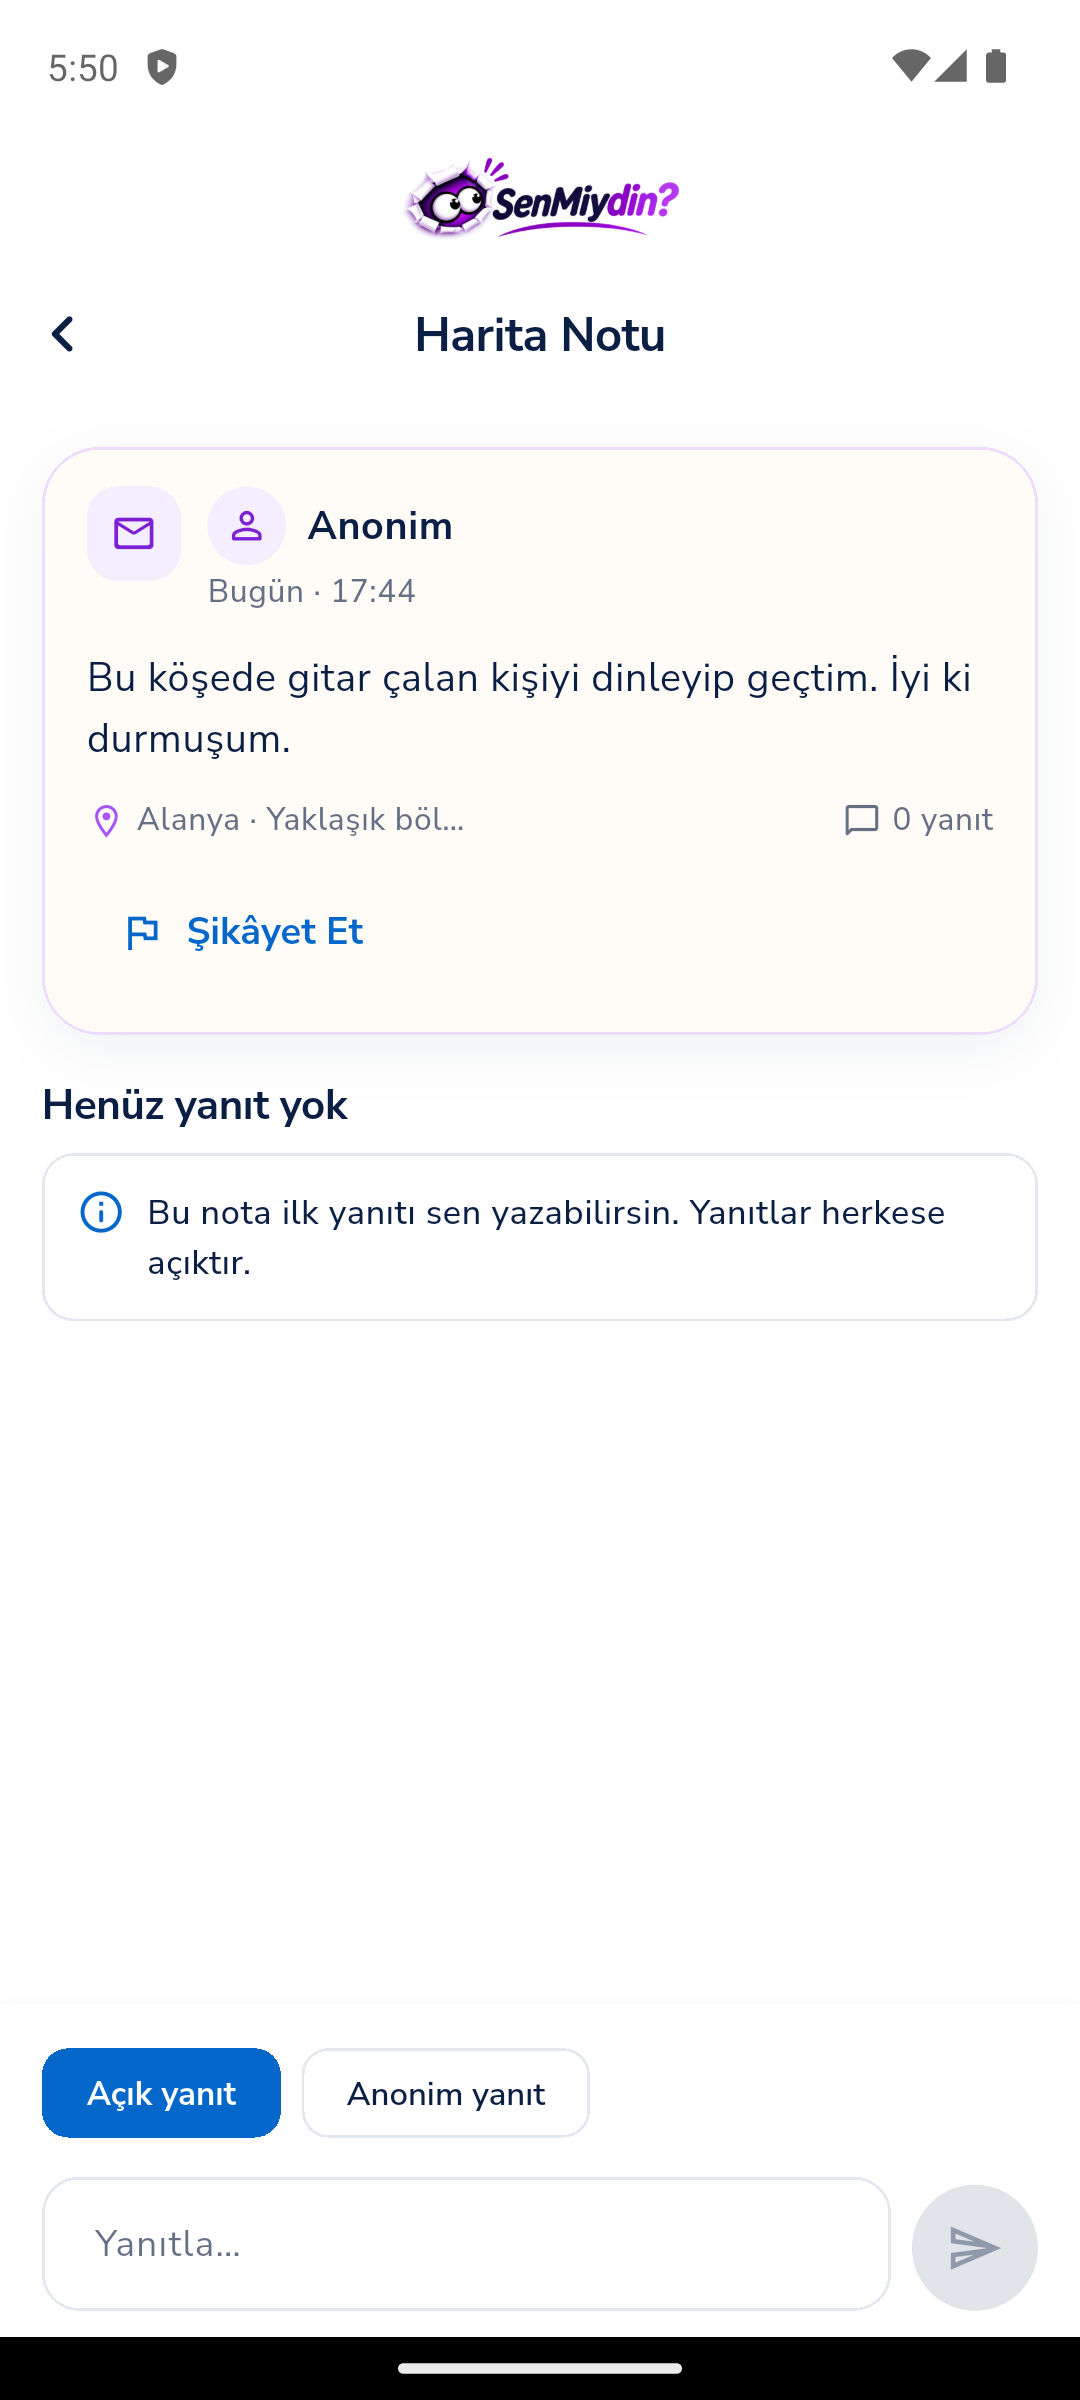 5:50
SenMiydin?
Harita Notu
Anonim
Bugün · 17:44
Bu köşede gitar çalan kişiyi dinleyip geçtim. İyi ki
durmuşum.
Alanya · Yaklaşık böl...
0 yanıt
Şikâyet Et
Henüz yanıt yok
Bu nota ilk yanıtı sen yazabilirsin. Yanıtlar herkese
açıktır.
Açık yanıt
Anonim yanıt
Yanıtla...